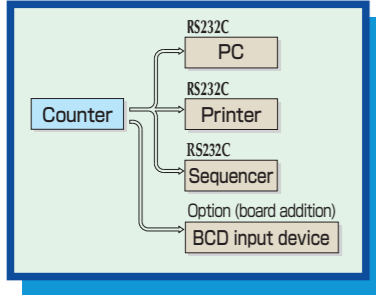 RS232C
PC
RS232C
Counter
Printer
RS232C
Sequencer
Option (board addition)
BCD input device